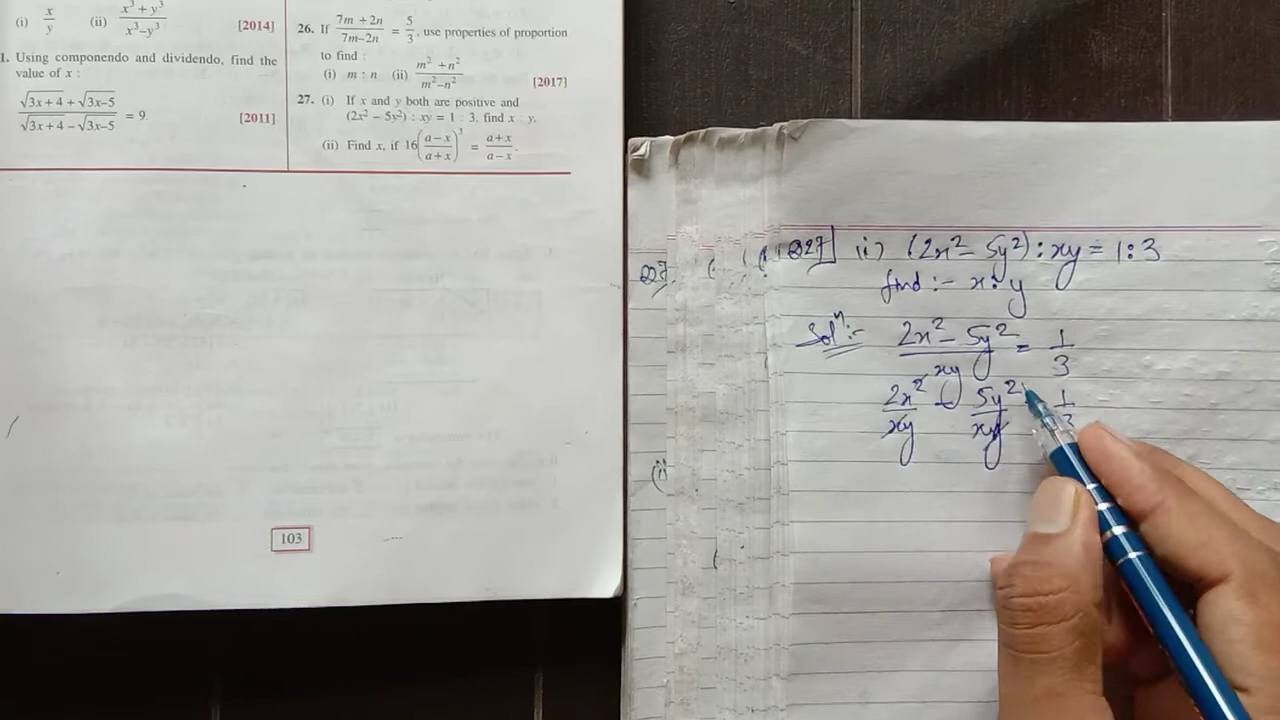 (i) x/y (ii) x³+y³/x³–y³ [2014]
1. Using componendo and dividendo, find the
value of x :
√3x+4 + √3x–5 / √3x+4 – √3x–5 = 9. [2011]
26. If 7m + 2n / 7m – 2n = 5/3, use properties of proportion
to find :
(i) m : n (ii) m² + n² / m² – n² [2017]
27. (i) If x and y both are positive and
(2x² – 5y²) : xy = 1 : 3, find x : y.
(ii) Find x, if 16(a–x/a+x)³ = a+x/a–x.
103
Q27.
Q27] (i) (2x² – 5y²) : xy = 1 : 3
find :- x : y
Solⁿ :- 2x² – 5y² / xy = 1/3
2x²/xy – 5y²/xy 1/3
(i